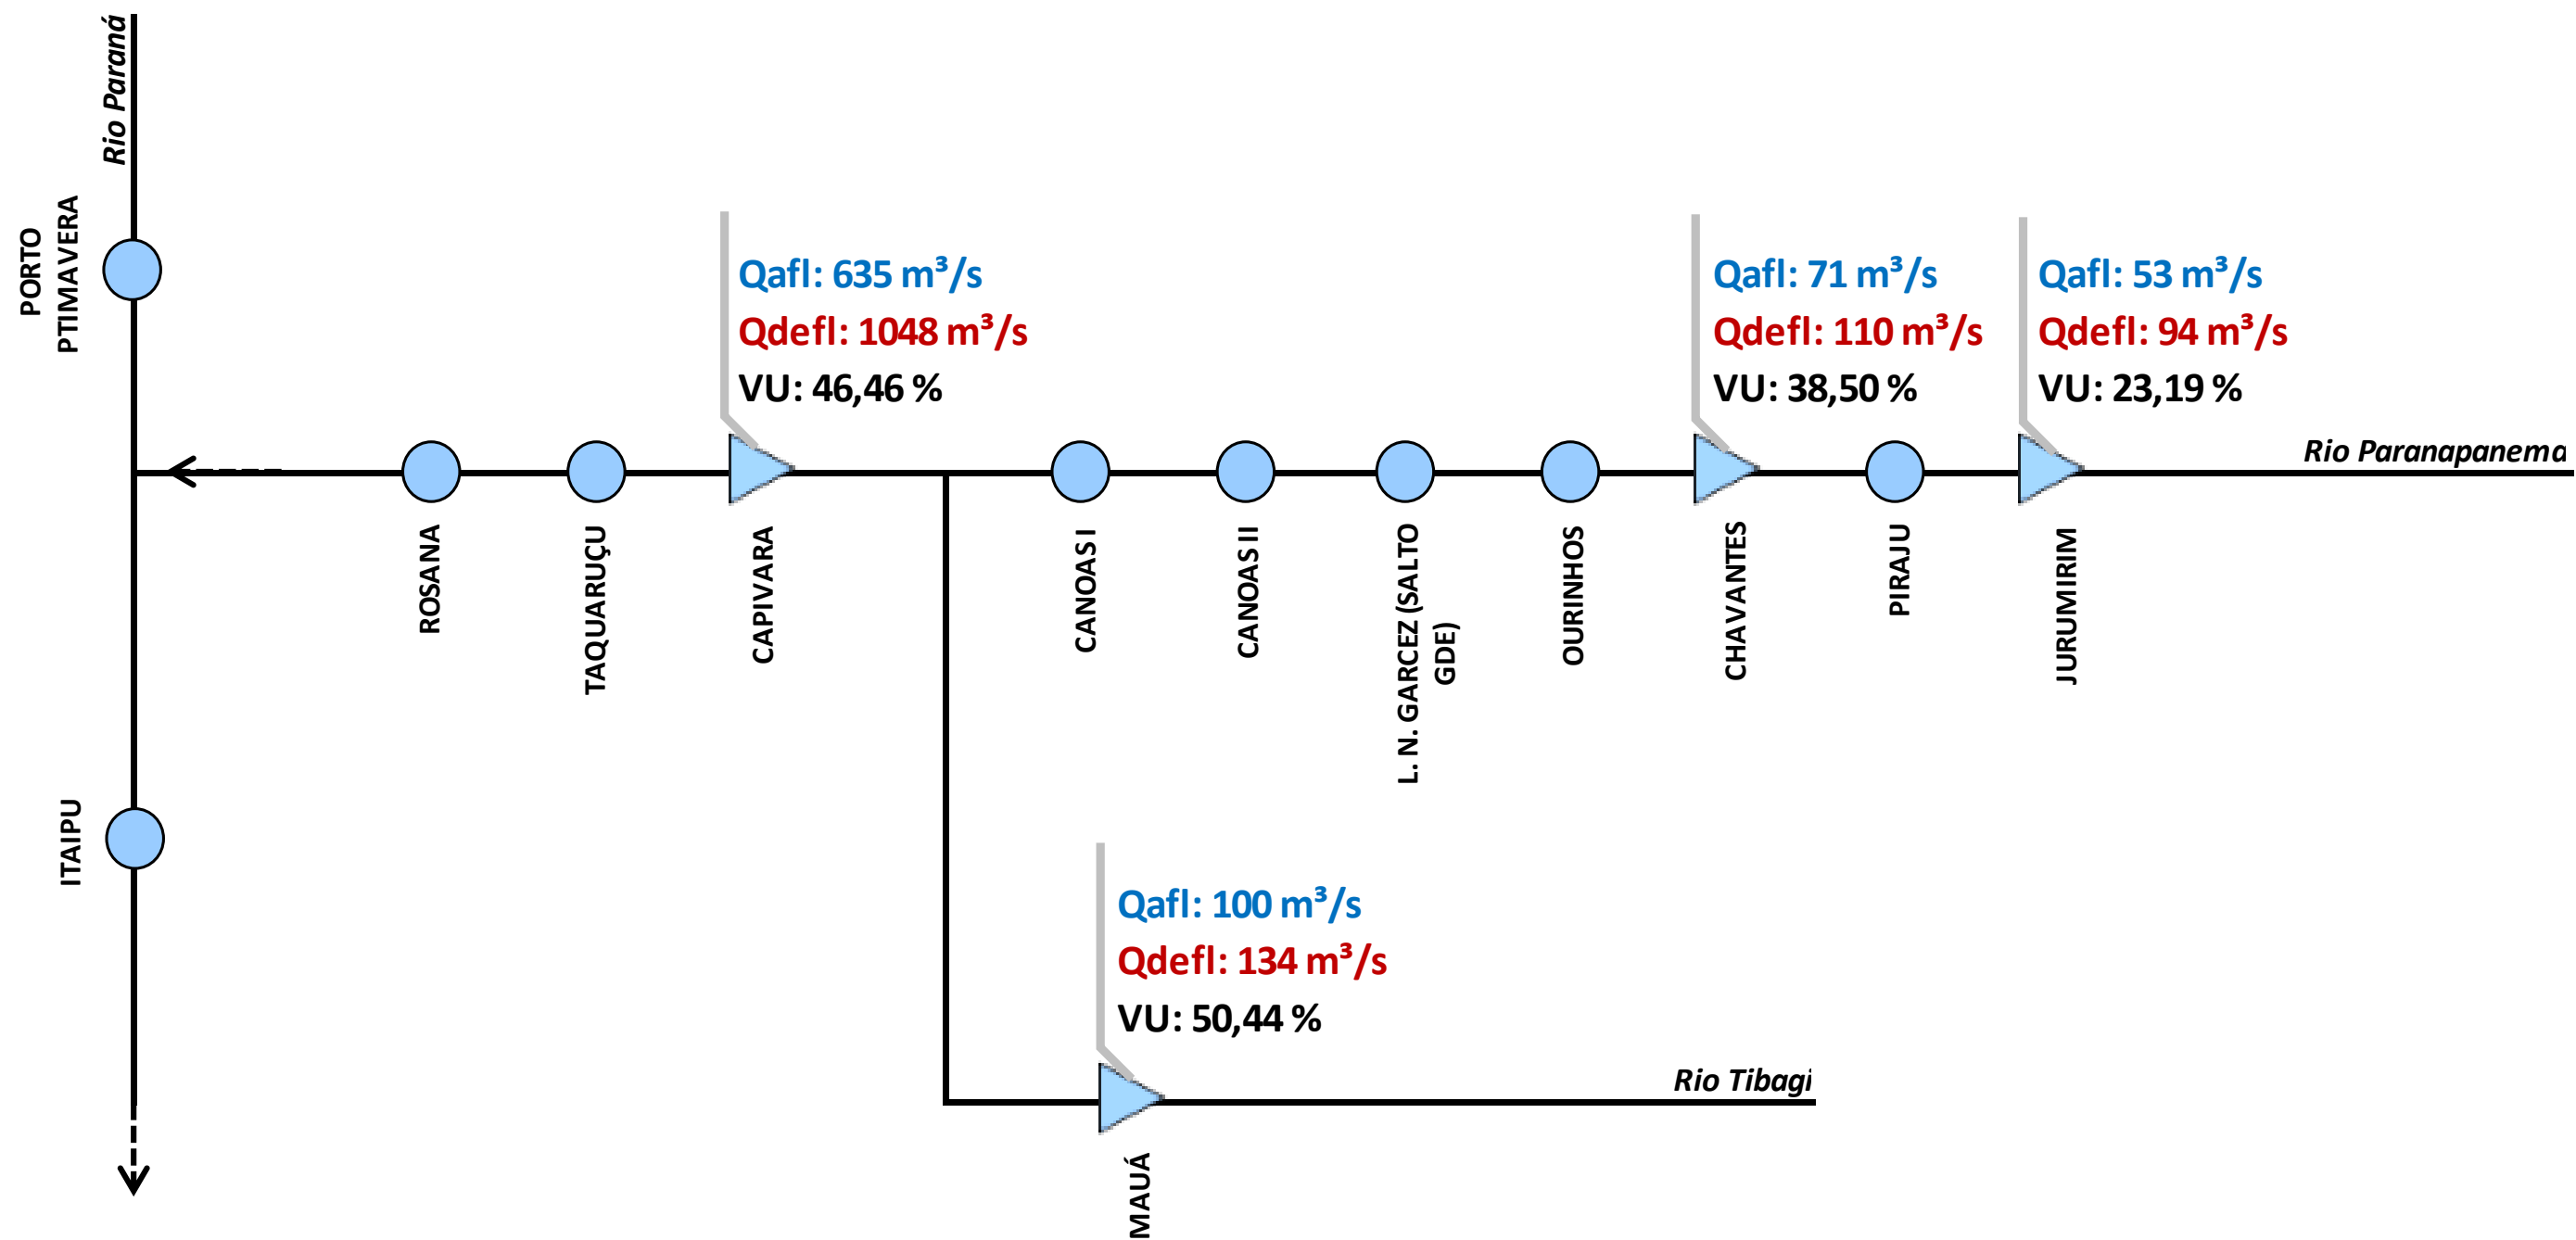 Rio Paraná
PORTO
PTIMAVERA
Qafl: 635 m³/s
Qdefl: 1048 m³/s
VU: 46,46 %
Qafl: 71 m³/s
Qdefl: 110 m³/s
VU: 38,50 %
Qafl: 53 m³/s
Qdefl: 94 m³/s
VU: 23,19 %
Rio Paranapanema
ROSANA
TAQUARUÇU
CAPIVARA
CANOAS I
CANOAS II
L. N. GARCEZ (SALTO
GDE)
OURINHOS
CHAVANTES
PIRAJU
JURUMIRIM
ITAIPU
Qafl: 100 m³/s
Qdefl: 134 m³/s
VU: 50,44 %
Rio Tibagi
MAUÁ